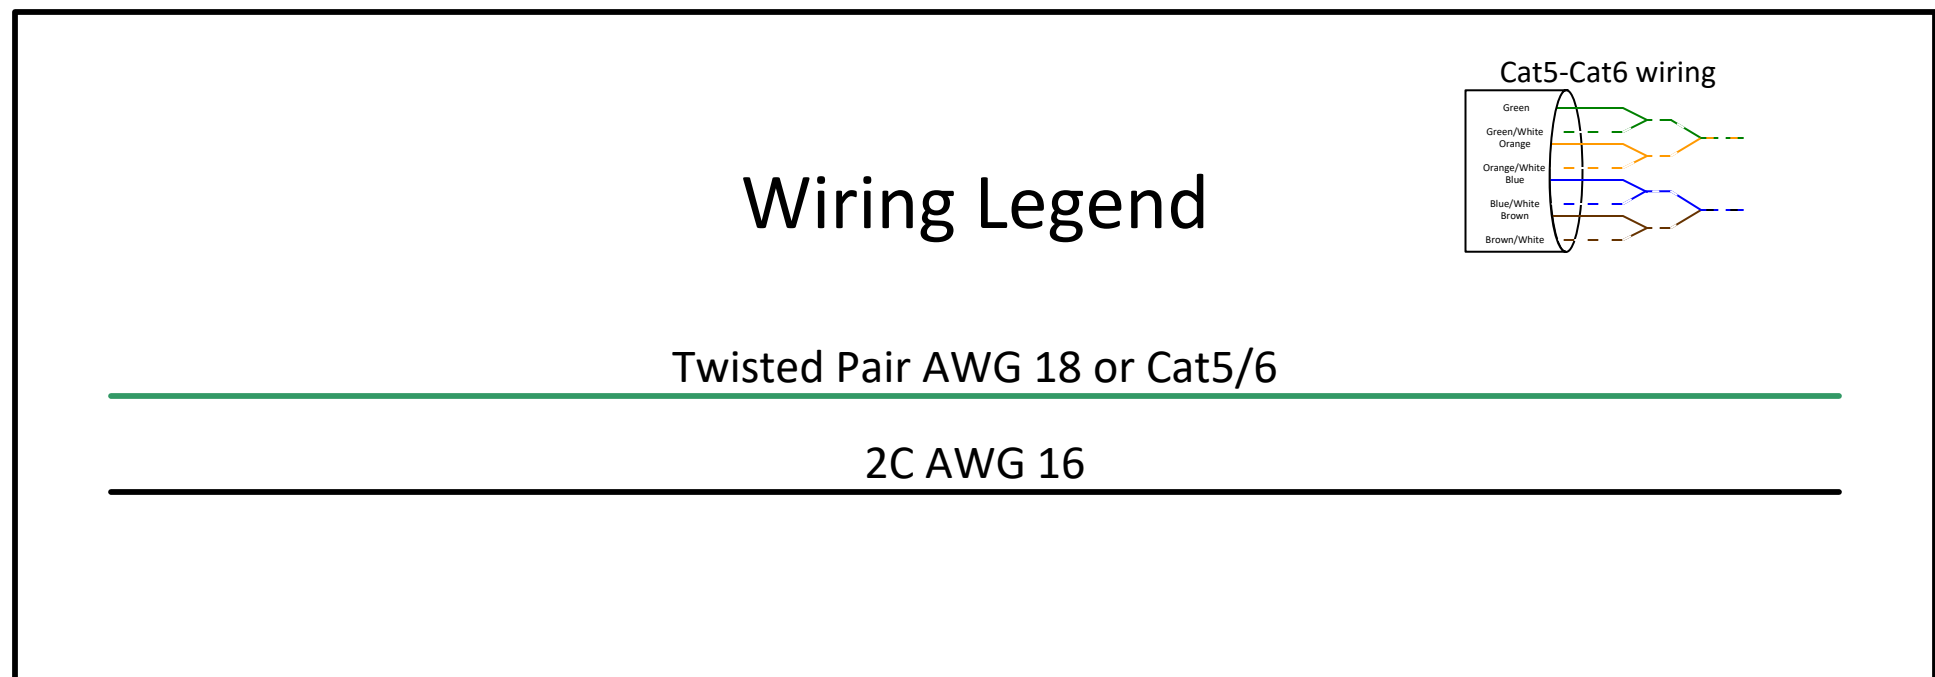 Cat5-Cat6 wiring
Green
Green/White
Orange
Orange/White
Blue
Blue/White
Brown
Brown/White
Wiring Legend
Twisted Pair AWG 18 or Cat5/6
2C AWG 16